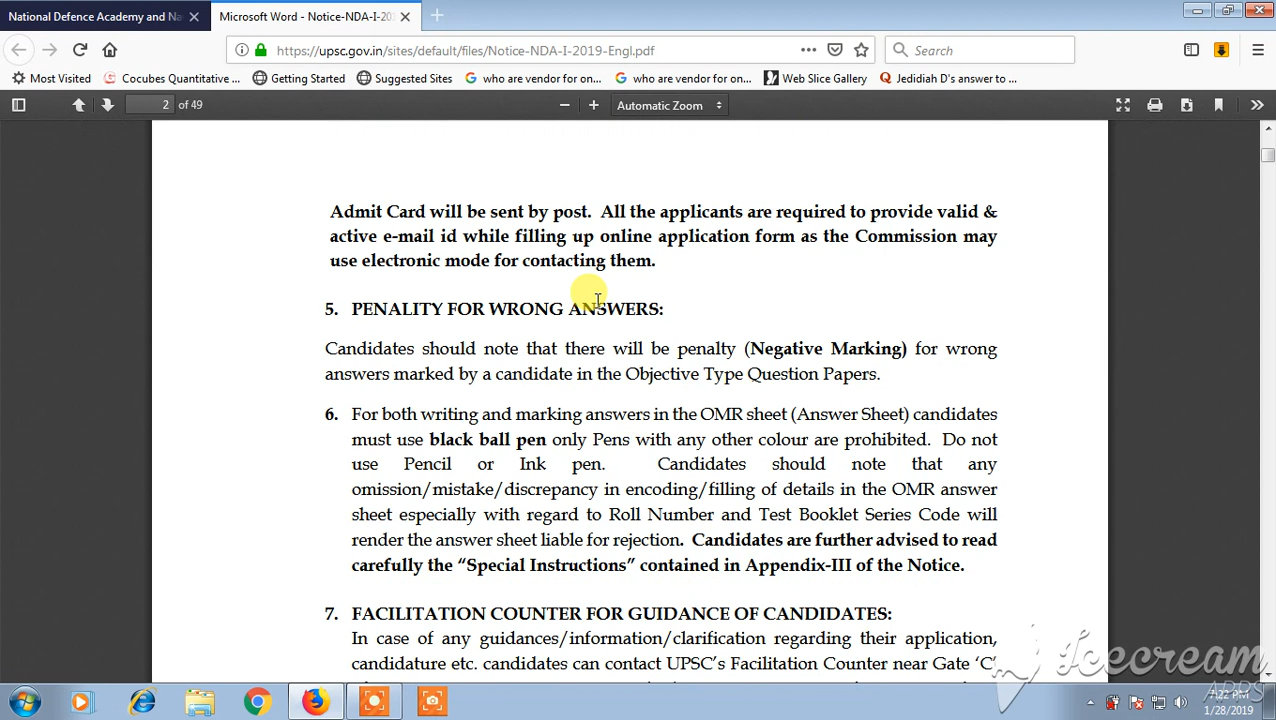 National Defence Academy and Na
Microsoft Word - Notice-NDA-I-201
https://upsc.gov.in/sites/default/files/Notice-NDA-I-2019-Engl.pdf
Search
Most Visited
Cocubes Quantitative ...
Getting Started
Suggested Sites
who are vendor for on...
who are vendor for on...
Web Slice Gallery
Jedidiah D's answer to ...
2 of 49
Automatic Zoom
Admit Card will be sent by post. All the applicants are required to provide valid &
active e-mail id while filling up online application form as the Commission may
use electronic mode for contacting them.
5. PENALITY FOR WRONG ANSWERS:
Candidates should note that there will be penalty (Negative Marking) for wrong
answers marked by a candidate in the Objective Type Question Papers.
6. For both writing and marking answers in the OMR sheet (Answer Sheet) candidates
must use black ball pen only Pens with any other colour are prohibited. Do not
use Pencil or Ink pen. Candidates should note that any
omission/mistake/discrepancy in encoding/filling of details in the OMR answer
sheet especially with regard to Roll Number and Test Booklet Series Code will
render the answer sheet liable for rejection. Candidates are further advised to read
carefully the “Special Instructions” contained in Appendix-III of the Notice.
7. FACILITATION COUNTER FOR GUIDANCE OF CANDIDATES:
In case of any guidances/information/clarification regarding their application,
candidature etc. candidates can contact UPSC’s Facilitation Counter near Gate ‘C’
Icecream
APPS
7:22 PM
1/28/2019